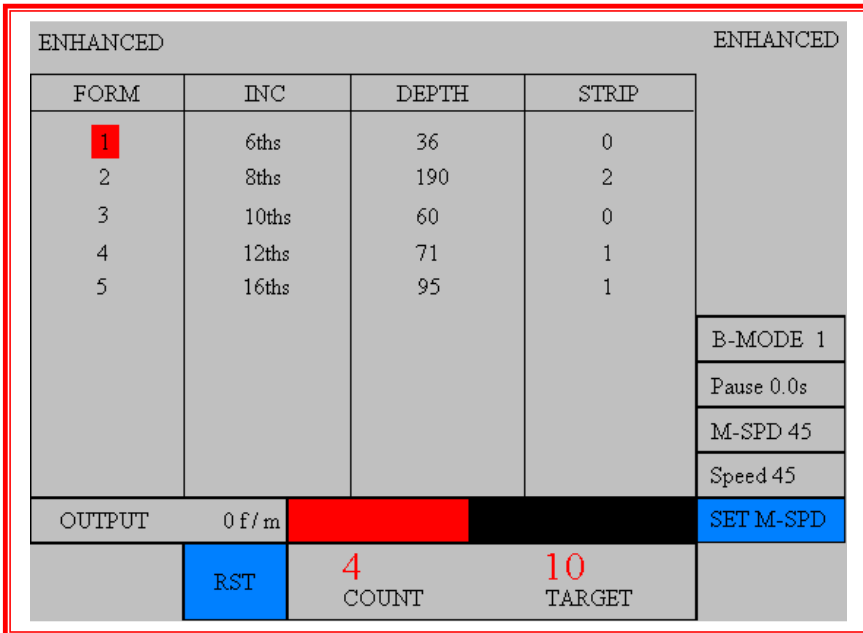 ENHANCED ENHANCED
FORM INC DEPTH STRIP
1 6ths 36 0
2 8ths 190 2
3 10ths 60 0
4 12ths 71 1
5 16ths 95 1
B-MODE 1
Pause 0.0s
M-SPD 45
Speed 45
OUTPUT 0 f/m SET M-SPD
RST 4 COUNT 10 TARGET